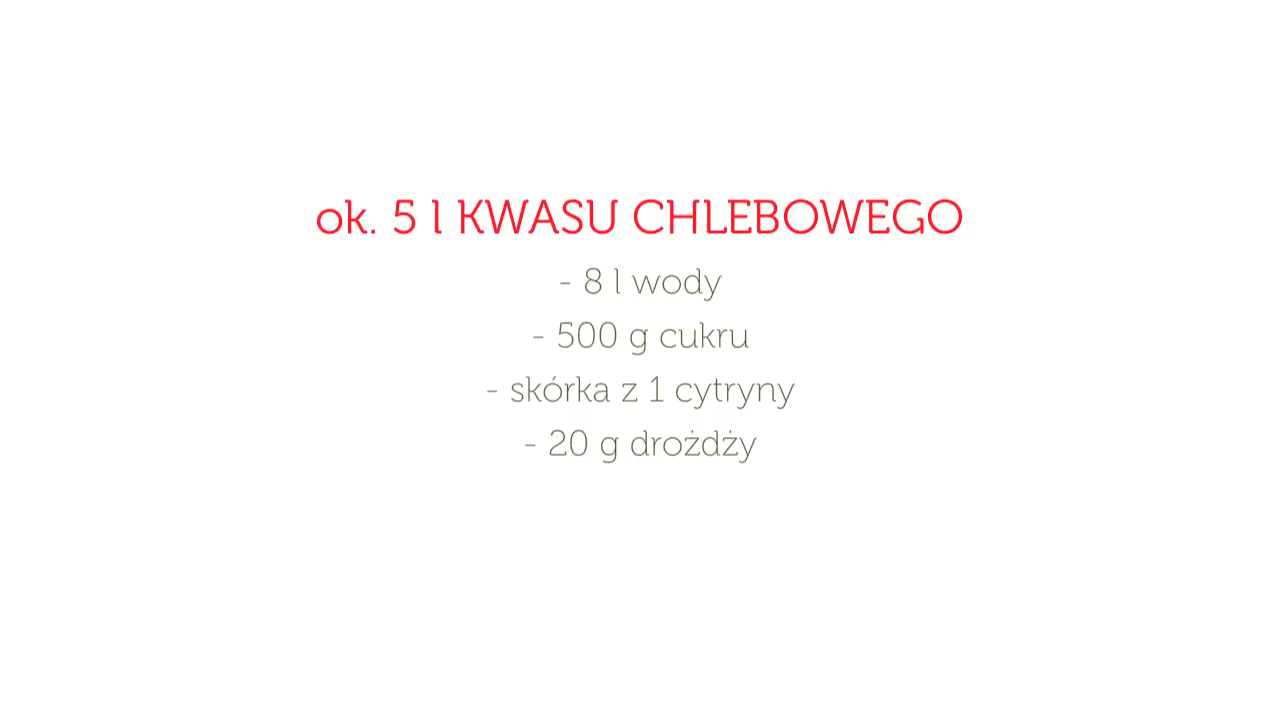 ok. 5 l KWASU CHLEBOWEGO
- 8 l wody
- 500 g cukru
- skórka z 1 cytryny
- 20 g drożdży